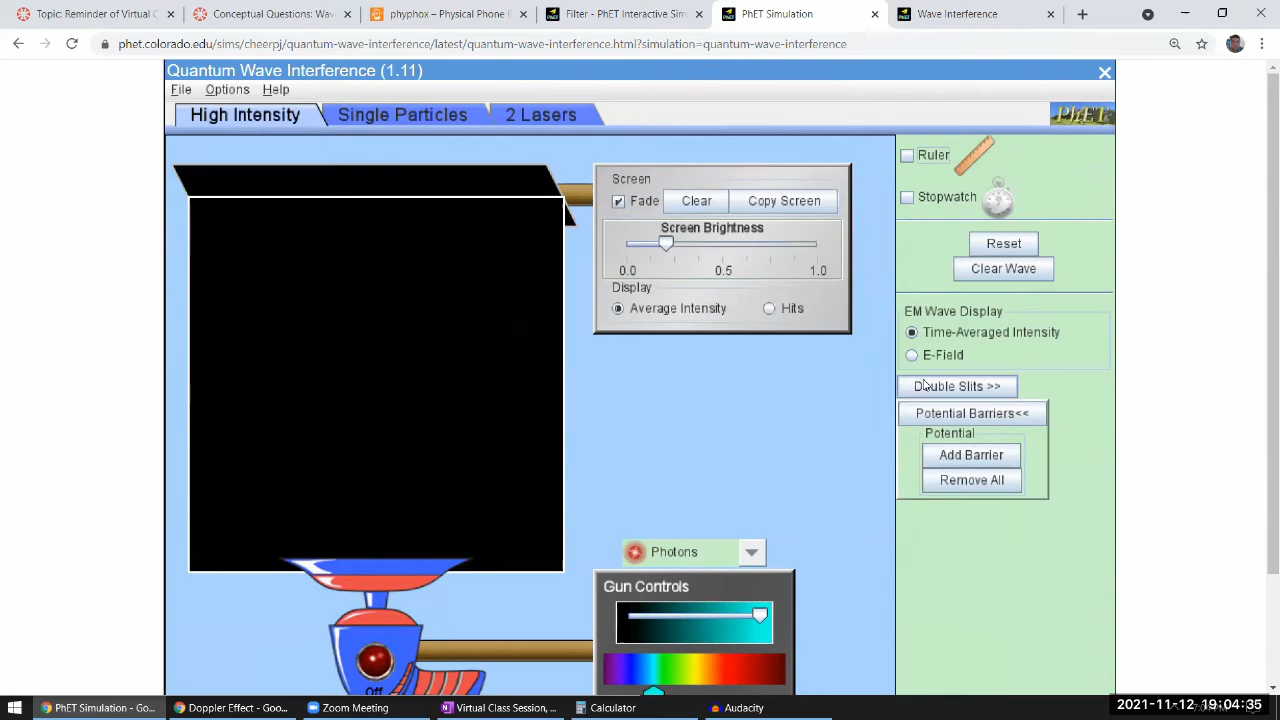 Topic: Reminder of Virtual C
Conceptual Questions: Wav
phyphox – Physical Phone E
Filter - PhET Interactive Sim
PhET Simulation
Wave Interference
phet.colorado.edu/sims/cheerpj/quantum-wave-interference/latest/quantum-wave-interference.html?simulation=quantum-wave-interference
Quantum Wave Interference (1.11)
File Options Help
High Intensity Single Particles 2 Lasers
PhET
Ruler
Stopwatch
Screen
Fade Clear Copy Screen
Screen Brightness
0.0 0.5 1.0
Display
Average Intensity Hits
Reset
Clear Wave
EM Wave Display
Time-Averaged Intensity
E-Field
Double Slits >>
Potential Barriers<<
Potential
Add Barrier
Remove All
Photons
Gun Controls
Off
PhET Simulation - Go...
Doppler Effect - Goo...
Zoom Meeting
Virtual Class Session, ...
Calculator
Audacity
2021-11-12 19:04:35